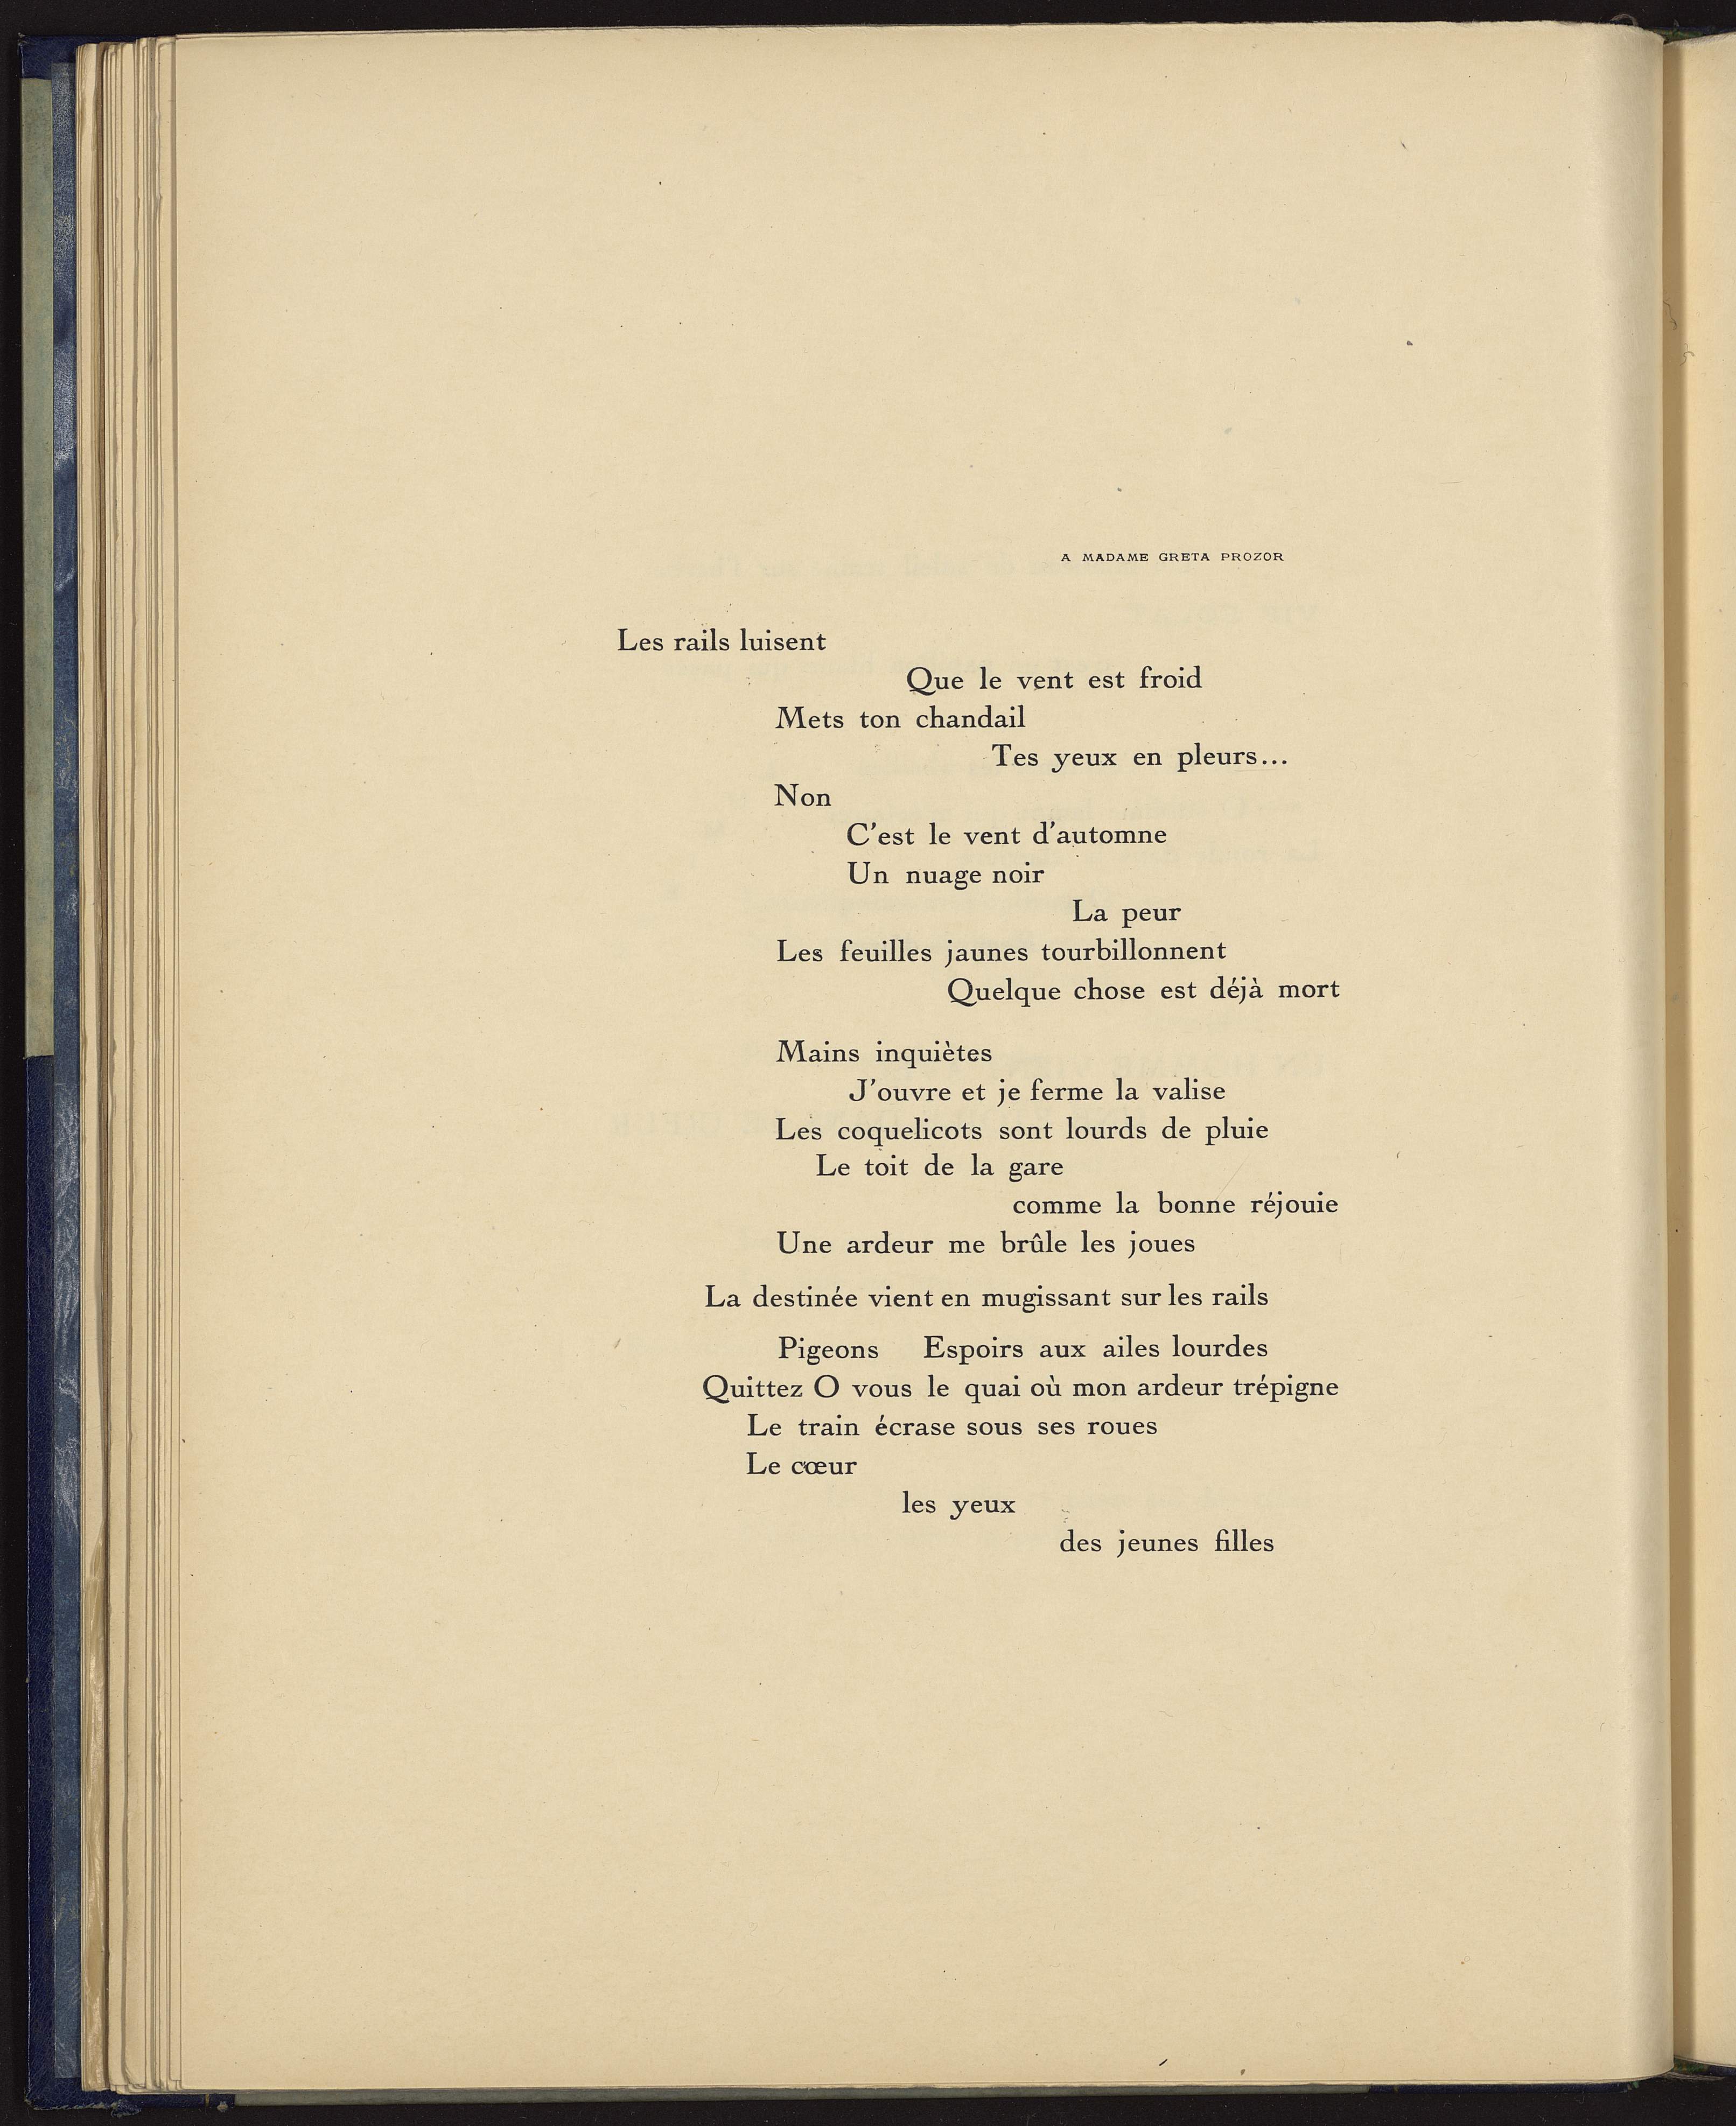 A MADAME GRETA PROZOR
Les rails luisent
Que le vent est froid
Mets ton chandail
Tes yeux en pleurs...
Non
C'est le vent d'automne
Un nuage noir
La peur
Les feuilles jaunes tourbillonnent
Quelque chose est déjà mort
Mains inquiètes
J'ouvre et je ferme la valise
Les coquelicots sont lourds de pluie
Le toit de la gare
comme la bonne réjouie
Une ardeur me brûle les joues
La destinée vient en mugissant sur les rails
Pigeons Espoirs aux ailes lourdes
Quittez O vous le quai où mon ardeur trépigne
Le train écrase sous ses roues
Le cœur
les yeux
des jeunes filles